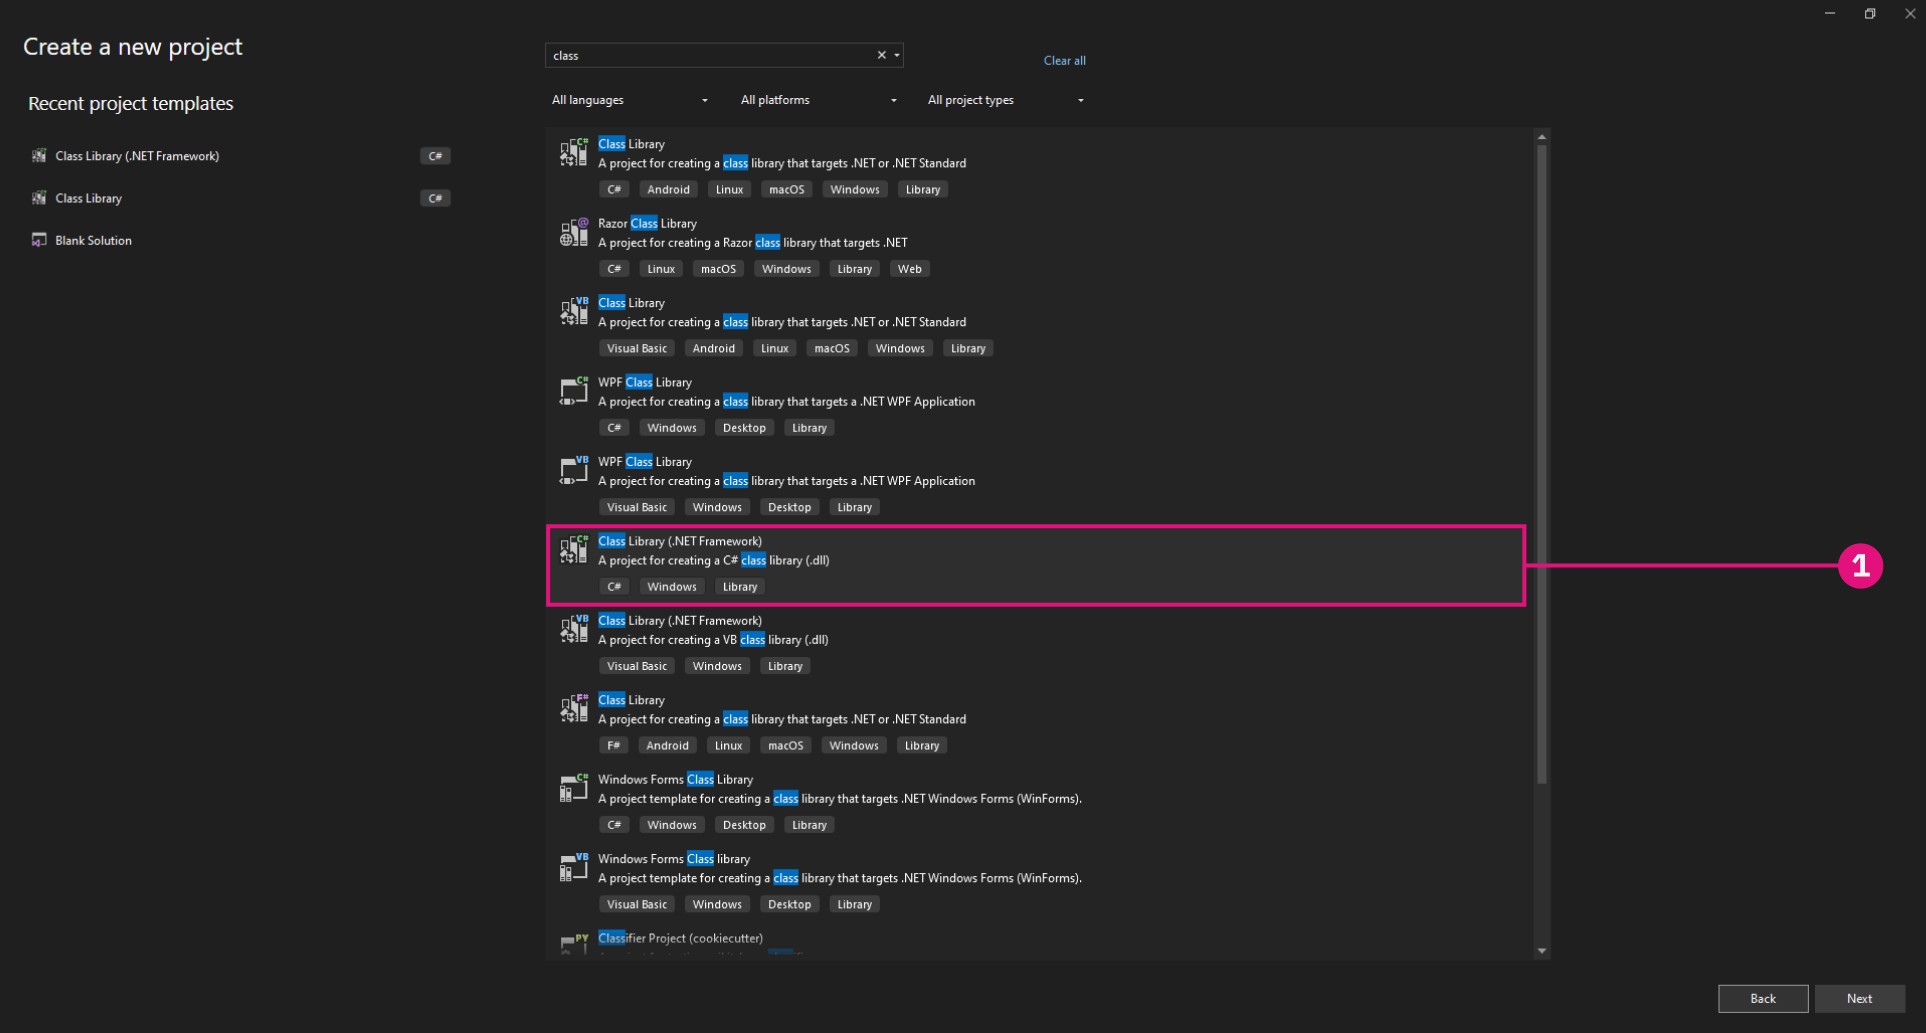 Create a new project
Recent project templates
Class Library (.NET Framework) C#
Class Library C#
Blank Solution
class
Clear all
All languages All platforms All project types
C#
Class Library
A project for creating a class library that targets .NET or .NET Standard
C# Android Linux macOS Windows Library
@
Razor Class Library
A project for creating a Razor class library that targets .NET
C# Linux macOS Windows Library Web
VB
Class Library
A project for creating a class library that targets .NET or .NET Standard
Visual Basic Android Linux macOS Windows Library
C#
WPF Class Library
A project for creating a class library that targets a .NET WPF Application
C# Windows Desktop Library
VB
WPF Class Library
A project for creating a class library that targets a .NET WPF Application
Visual Basic Windows Desktop Library
C#
Class Library (.NET Framework)
A project for creating a C# class library (.dll)
C# Windows Library
1
VB
Class Library (.NET Framework)
A project for creating a VB class library (.dll)
Visual Basic Windows Library
F#
Class Library
A project for creating a class library that targets .NET or .NET Standard
F# Android Linux macOS Windows Library
C#
Windows Forms Class Library
A project template for creating a class library that targets .NET Windows Forms (WinForms).
C# Windows Desktop Library
VB
Windows Forms Class library
A project template for creating a class library that targets .NET Windows Forms (WinForms).
Visual Basic Windows Desktop Library
PY
Classifier Project (cookiecutter)
Back Next